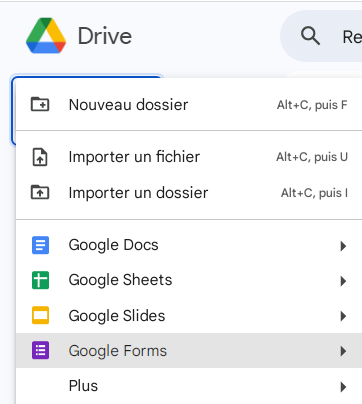 Drive
Re
Nouveau dossier Alt+C, puis F
Importer un fichier Alt+C, puis U
Importer un dossier Alt+C, puis I
Google Docs
Google Sheets
Google Slides
Google Forms
Plus